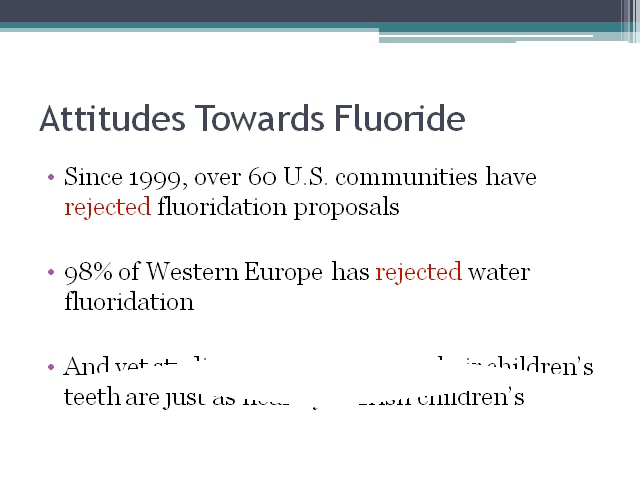 Attitudes Towards Fluoride
• Since 1999, over 60 U.S. communities have
rejected fluoridation proposals
• 98% of Western Europe has rejected water
fluoridation
• And yet children's
teeth are just as children's